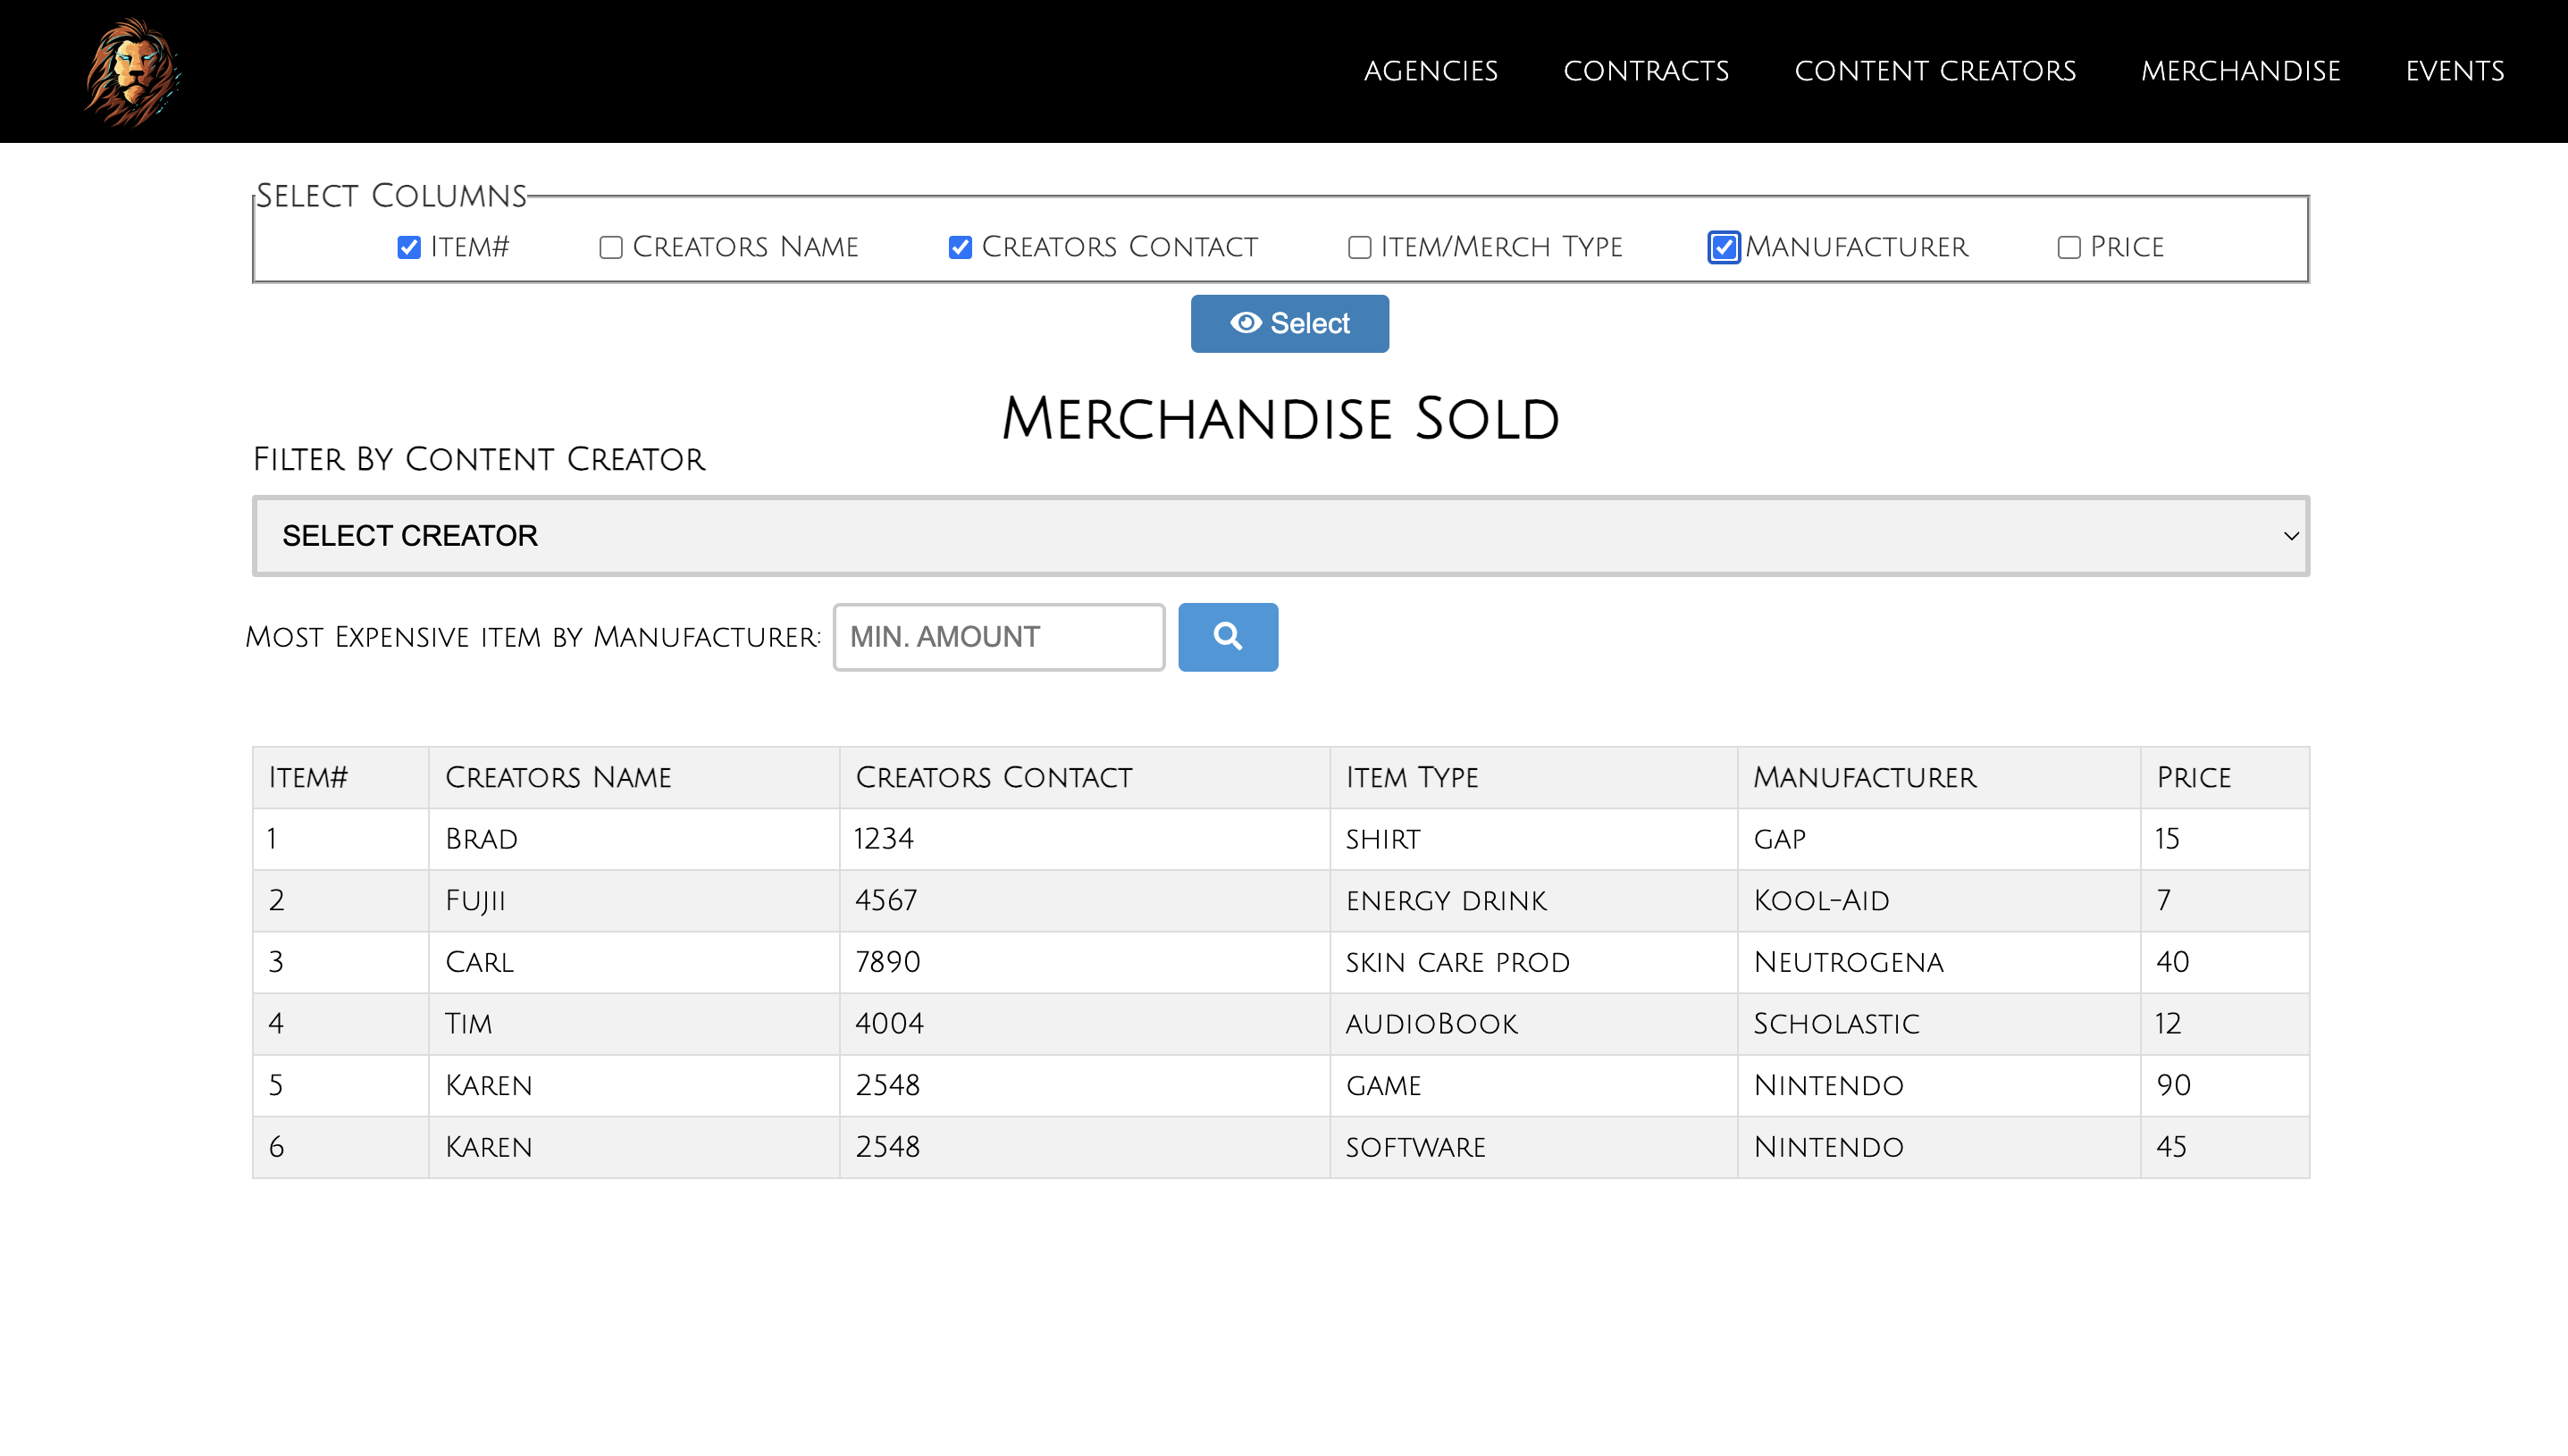 AGENCIES CONTRACTS CONTENT CREATORS MERCHANDISE EVENTS
Select Columns
Item# Creators Name Creators Contact Item/Merch Type Manufacturer Price
Select
Merchandise Sold
Filter By Content Creator
SELECT CREATOR
Most Expensive item by Manufacturer: MIN. AMOUNT
Item# Creators Name Creators Contact Item Type Manufacturer Price
1 Brad 1234 shirt gap 15
2 Fujii 4567 energy drink Kool-Aid 7
3 Carl 7890 skin care prod Neutrogena 40
4 Tim 4004 audioBook Scholastic 12
5 Karen 2548 game Nintendo 90
6 Karen 2548 software Nintendo 45